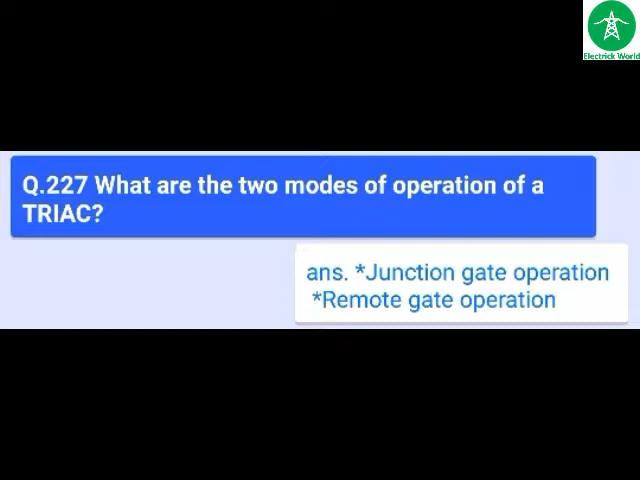 Electrick World
Q.227 What are the two modes of operation of a
TRIAC?
ans. *Junction gate operation
*Remote gate operation